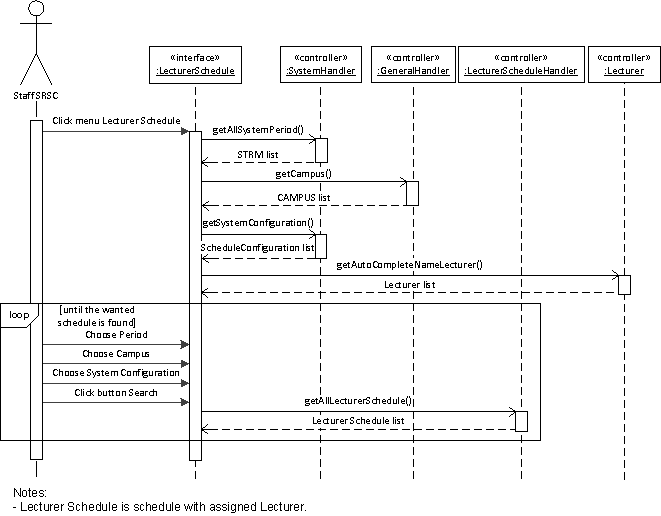 «interface»
:LecturerSchedule
«controller»
:SystemHandler
«controller»
:GeneralHandler
«controller»
:LecturerScheduleHandler
«controller»
:Lecturer
StaffSRSC
Click menu Lecturer Schedule
getAllSystemPeriod()
STRM list
getCampus()
CAMPUS list
getSystemConfiguration()
ScheduleConfiguration list
getAutoCompleteNameLecturer()
Lecturer list
loop
[until the wanted
schedule is found]
Choose Period
Choose Campus
Choose System Configuration
Click button Search
getAllLecturerSchedule()
LecturerSchedule list
Notes:
- Lecturer Schedule is schedule with assigned Lecturer.